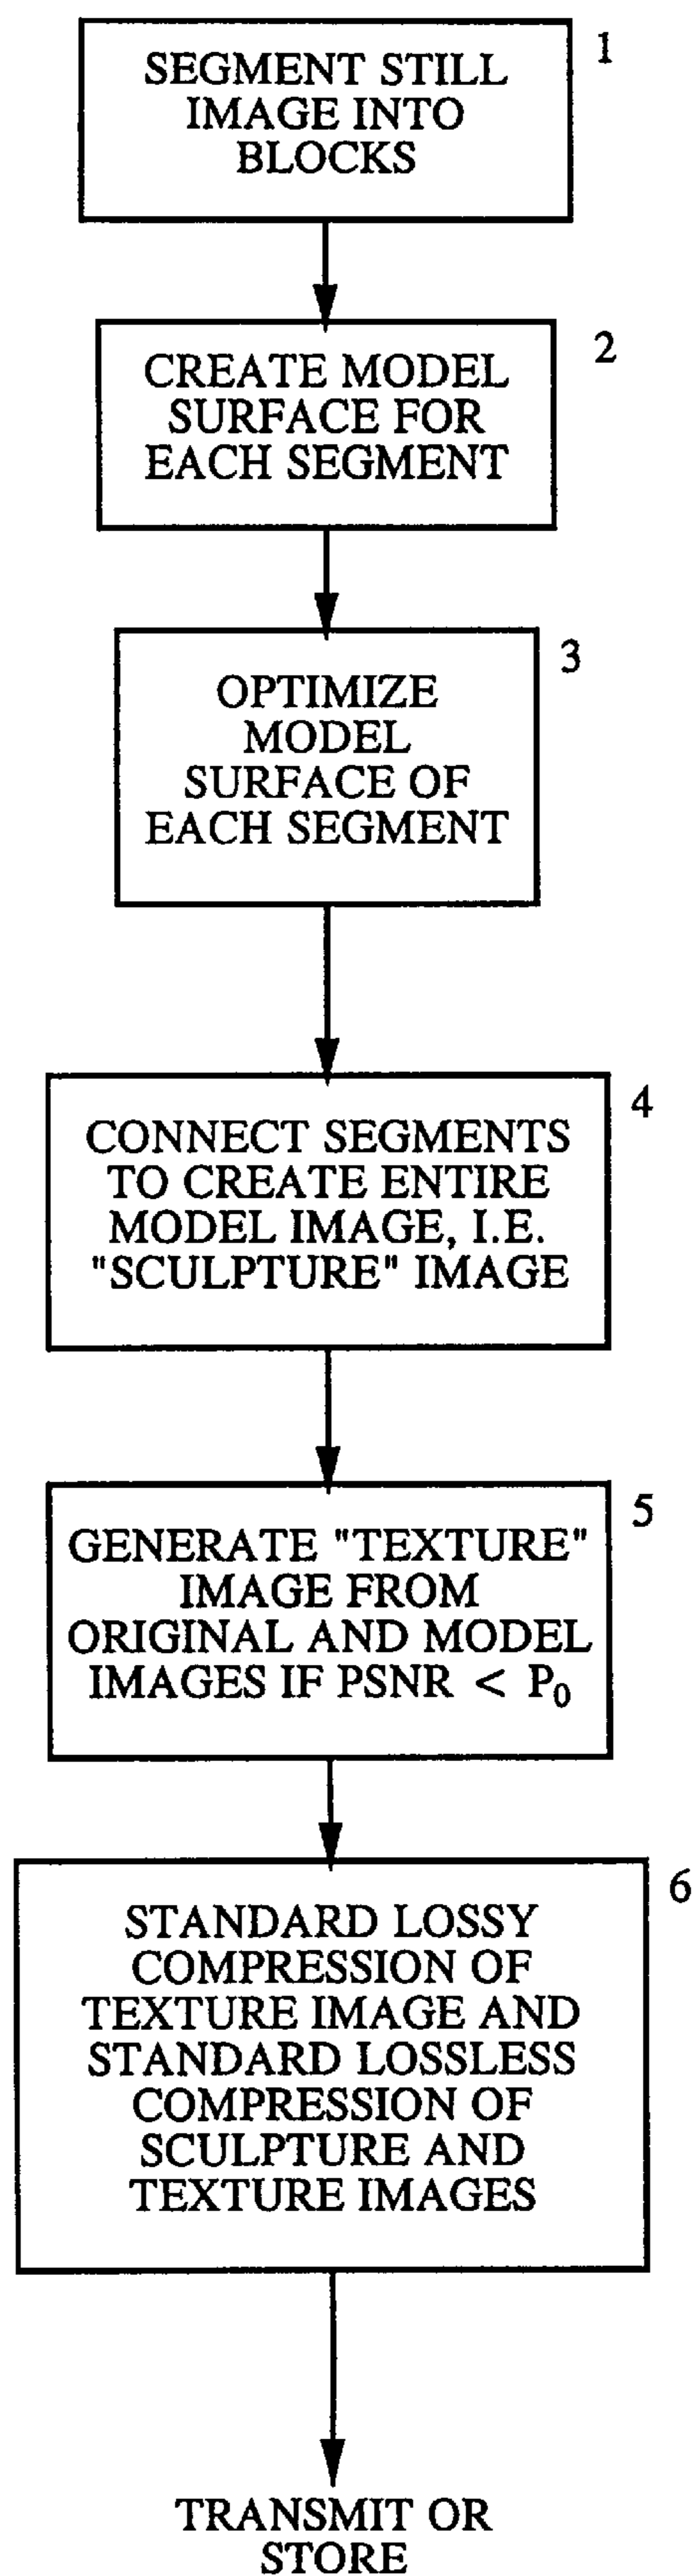 1
SEGMENT STILL
IMAGE INTO
BLOCKS
2
CREATE MODEL
SURFACE FOR
EACH SEGMENT
3
OPTIMIZE
MODEL
SURFACE OF
EACH SEGMENT
4
CONNECT SEGMENTS
TO CREATE ENTIRE
MODEL IMAGE, I.E.
"SCULPTURE" IMAGE
5
GENERATE "TEXTURE"
IMAGE FROM
ORIGINAL AND MODEL
IMAGES IF PSNR < P₀
6
STANDARD LOSSY
COMPRESSION OF
TEXTURE IMAGE AND
STANDARD LOSSLESS
COMPRESSION OF
SCULPTURE AND
TEXTURE IMAGES
TRANSMIT OR
STORE